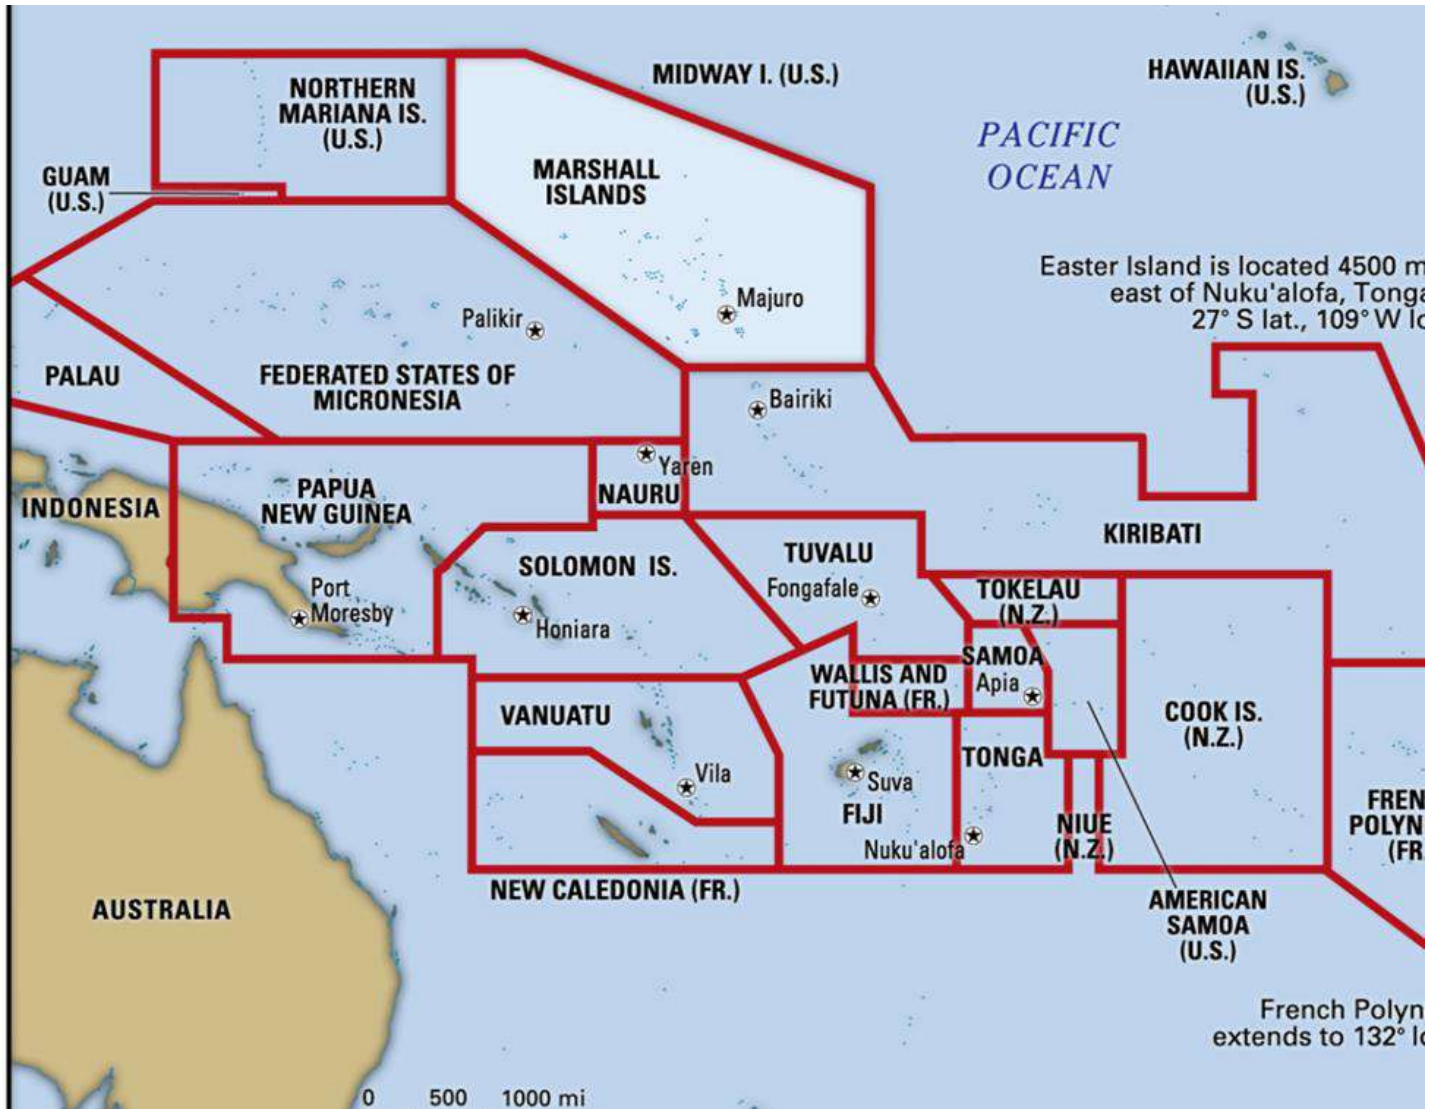 NORTHERN
MARIANA IS.
(U.S.)
MIDWAY I. (U.S.)
HAWAIIAN IS.
(U.S.)
PACIFIC
OCEAN
GUAM
(U.S.)
MARSHALL
ISLANDS
Easter Island is located 4500 m
east of Nuku'alofa, Tonga
27° S lat., 109° W lo
Majuro
Palikir
PALAU
FEDERATED STATES OF
MICRONESIA
Bairiki
Yaren
NAURU
INDONESIA
PAPUA
NEW GUINEA
KIRIBATI
SOLOMON IS.
TUVALU
Fongafale
TOKELAU
(N.Z.)
Port
Moresby
Honiara
SAMOA
Apia
WALLIS AND
FUTUNA (FR.)
VANUATU
COOK IS.
(N.Z.)
TONGA
Vila
Suva
FIJI
FREN
POLYN
(FR.
NIUE
(N.Z.)
Nuku'alofa
NEW CALEDONIA (FR.)
AUSTRALIA
AMERICAN
SAMOA
(U.S.)
French Polyn
extends to 132° lo
0 500 1000 mi